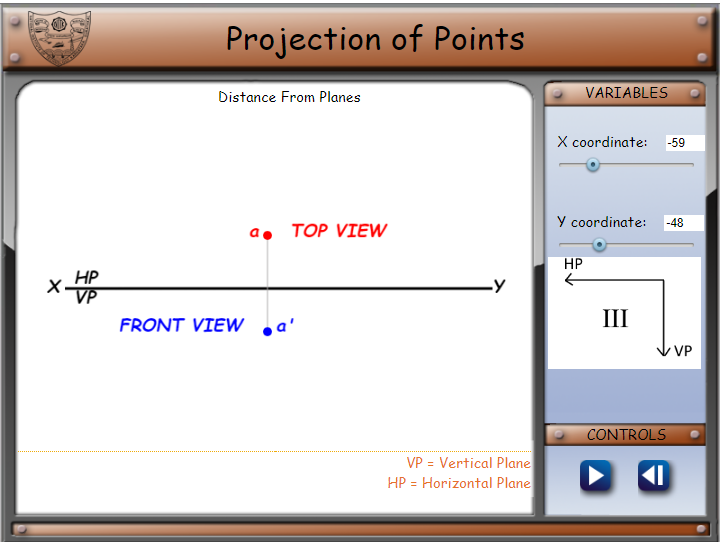 Projection of Points
Distance From Planes
VARIABLES
X coordinate: -59
Y coordinate: -48
HP
III
VP
a TOP VIEW
X HP Y
VP
FRONT VIEW a'
VP = Vertical Plane
HP = Horizontal Plane
CONTROLS